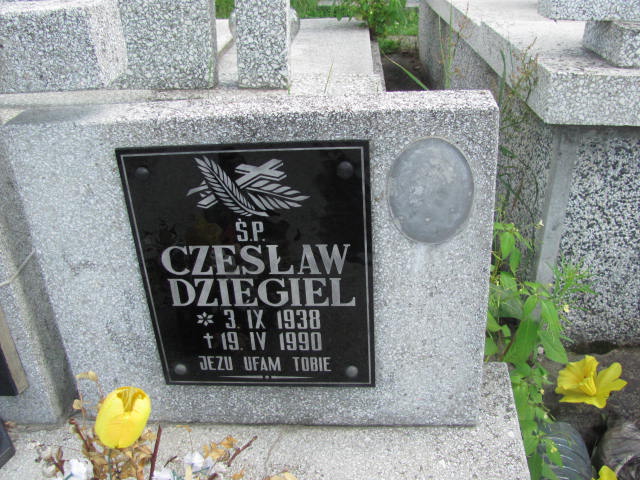 Ś.P.
CZESŁAW
DZIEGIEL
* 3. IX 1938
† 19. IV 1990
JEZU UFAM TOBIE